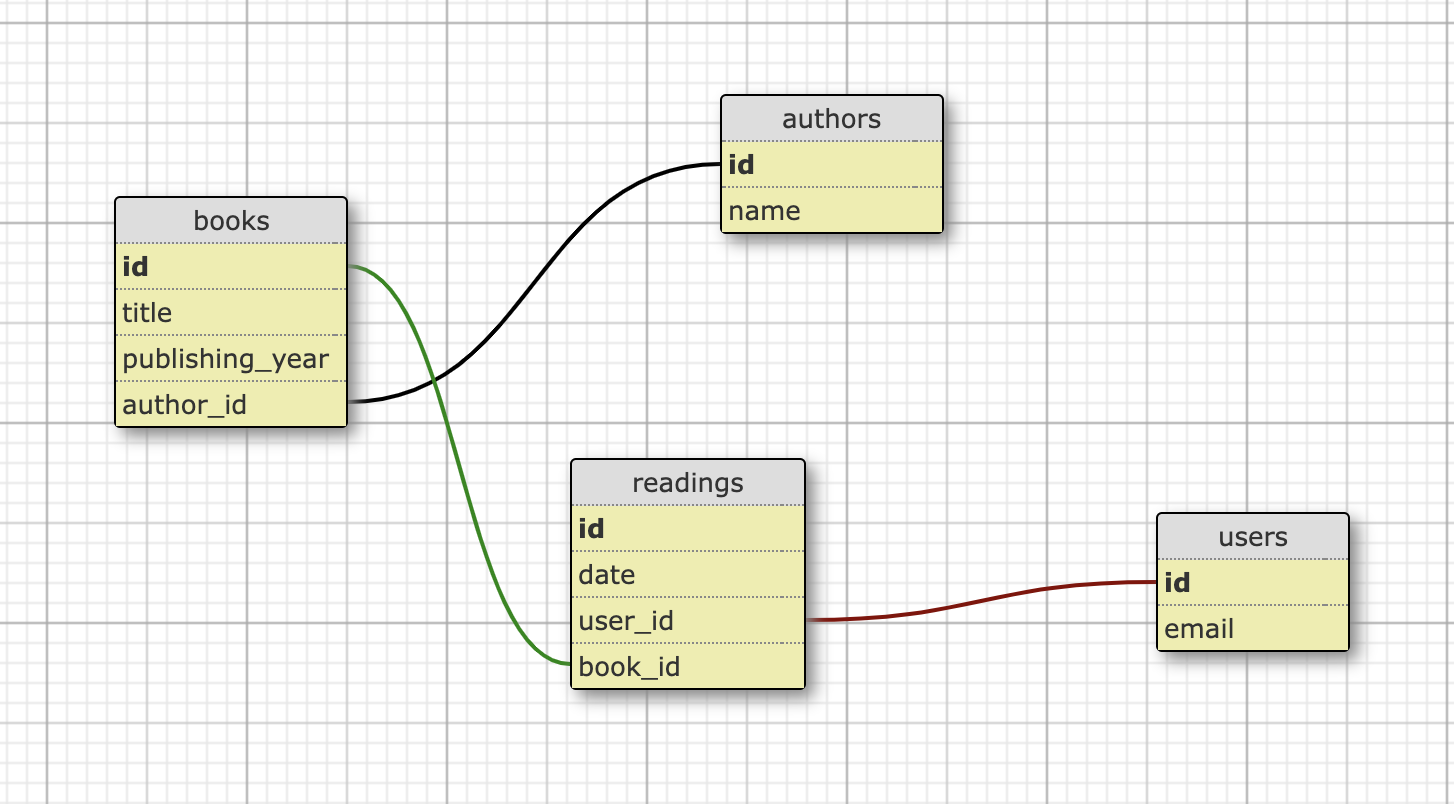 books
id
title
publishing_year
author_id
authors
id
name
readings
id
date
user_id
book_id
users
id
email